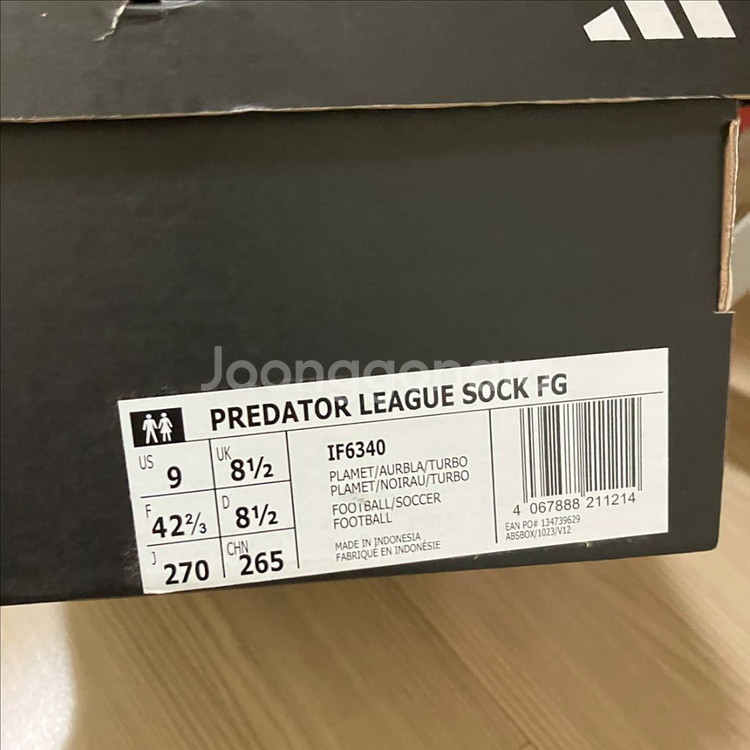 Joonggonara
PREDATOR LEAGUE SOCK FG
US 9 UK 8½
F 42⅔ D 8½
J 270 CHN 265
IF6340
PLAMET/AURBLA/TURBO
PLAMET/NOIRAU/TURBO
FOOTBALL/SOCCER
FOOTBALL
MADE IN INDONESIA
FABRIQUÉ EN INDONÉSIE
4 067888 211214
EAN PO# 134739629
ABSBOX/1023/V12